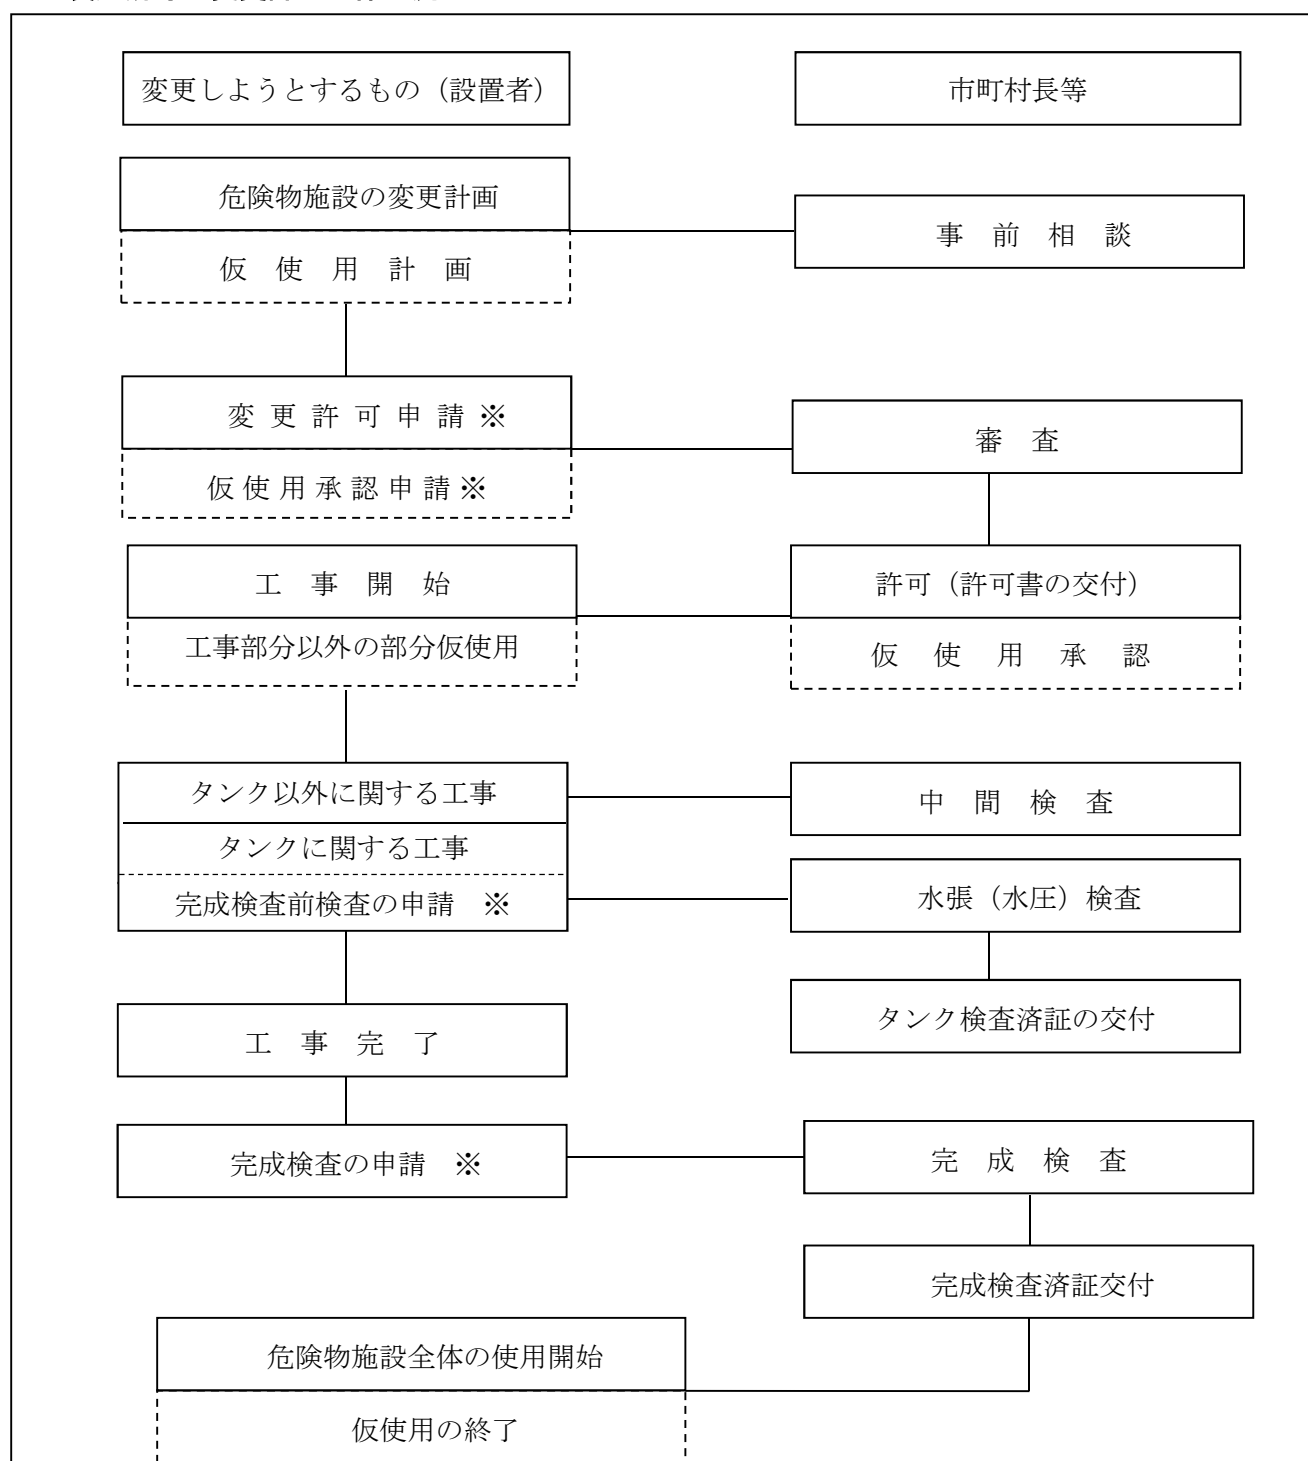 変更しようとするもの（設置者）
市町村長等
危険物施設の変更計画
仮使用計画
事前相談
変更許可申請※
仮使用承認申請※
審査
工事開始
工事部分以外の部分仮使用
許可（許可書の交付）
仮使用承認
タンク以外に関する工事
中間検査
タンクに関する工事
完成検査前検査の申請　※
水張（水圧）検査
タンク検査済証の交付
工事完了
完成検査の申請　※
完成検査
完成検査済証交付
危険物施設全体の使用開始
仮使用の終了